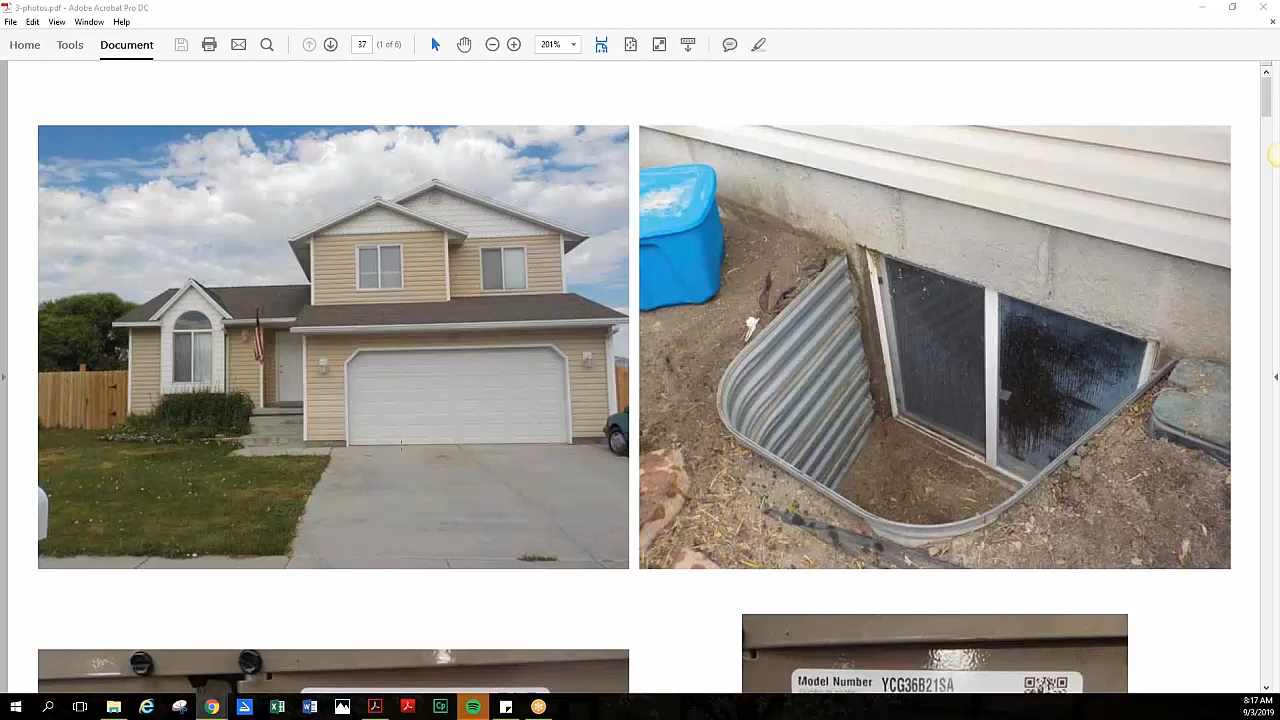 3-photos.pdf - Adobe Acrobat Pro DC
File Edit View Window Help
Home Tools Document
37 (1 of 6)
201%
Model Number YCG36B21SA
8:17 AM
9/3/2019